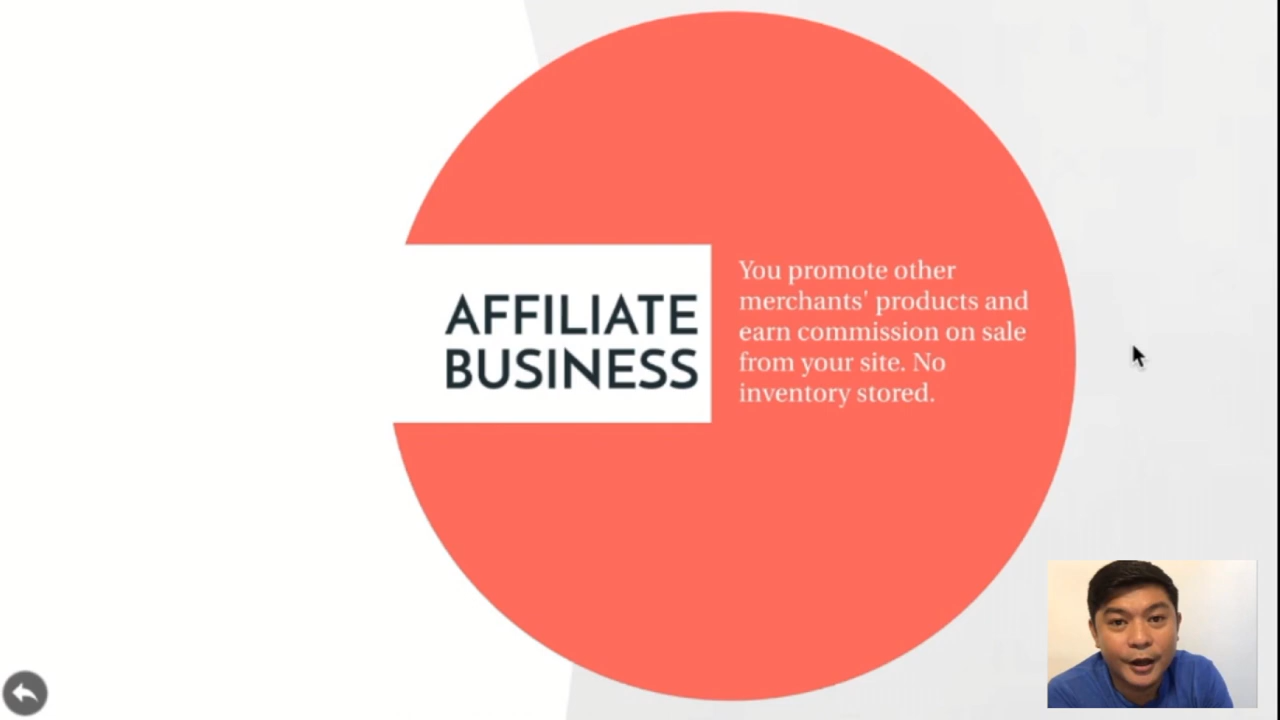 AFFILIATE
BUSINESS
You promote other
merchants' products and
earn commission on sale
from your site. No
inventory stored.